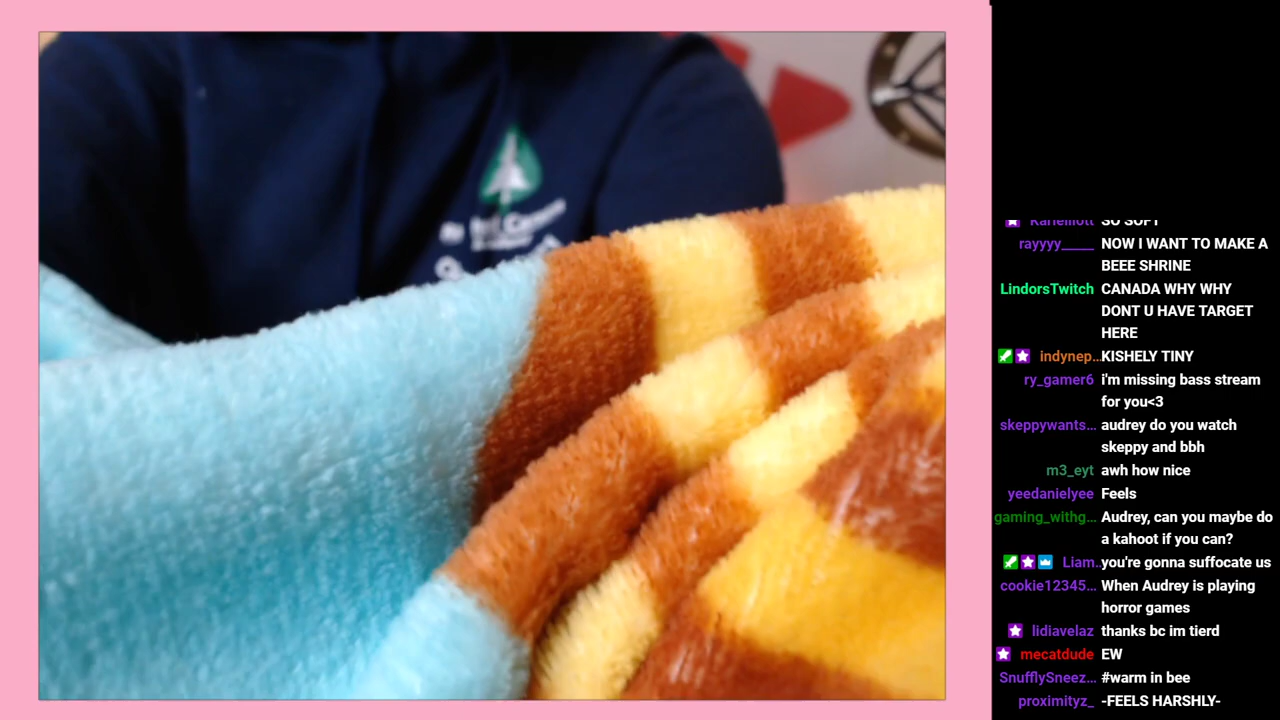 Karlelliott SO SOFT
rayyyy_____ NOW I WANT TO MAKE A
BEEE SHRINE
LindorsTwitch CANADA WHY WHY
DONT U HAVE TARGET
HERE
indynep... KISHELY TINY
ry_gamer6 i'm missing bass stream
for you<3
skeppywants... audrey do you watch
skeppy and bbh
m3_eyt awh how nice
yeedanielyee Feels
gaming_withg... Audrey, can you maybe do
a kahoot if you can?
Liam... you're gonna suffocate us
cookie12345... When Audrey is playing
horror games
lidiavelaz thanks bc im tierd
mecatdude EW
SnufflySneez... #warm in bee
proximityz_ -FEELS HARSHLY-